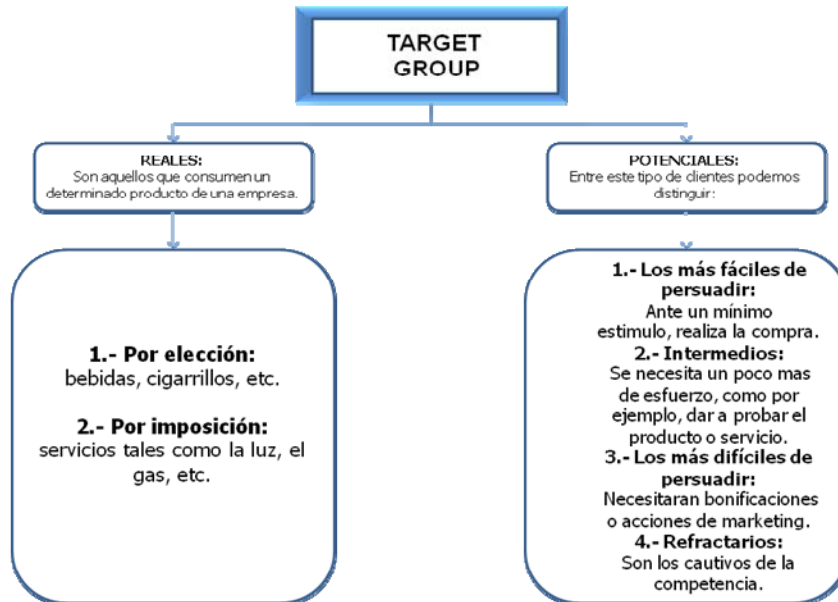 TARGET
GROUP
REALES:
Son aquellos que consumen un
determinado producto de una empresa.
POTENCIALES:
Entre este tipo de clientes podemos
distinguir:
1.- Por elección:
bebidas, cigarrillos, etc.
2.- Por imposición:
servicios tales como la luz, el
gas, etc.
1.- Los más fáciles de
persuadir:
Ante un mínimo
estimulo, realiza la compra.
2.- Intermedios:
Se necesita un poco mas
de esfuerzo, como por
ejemplo, dar a probar el
producto o servicio.
3.- Los más difíciles de
persuadir:
Necesitaran bonificaciones
o acciones de marketing.
4.- Refractarios:
Son los cautivos de la
competencia.